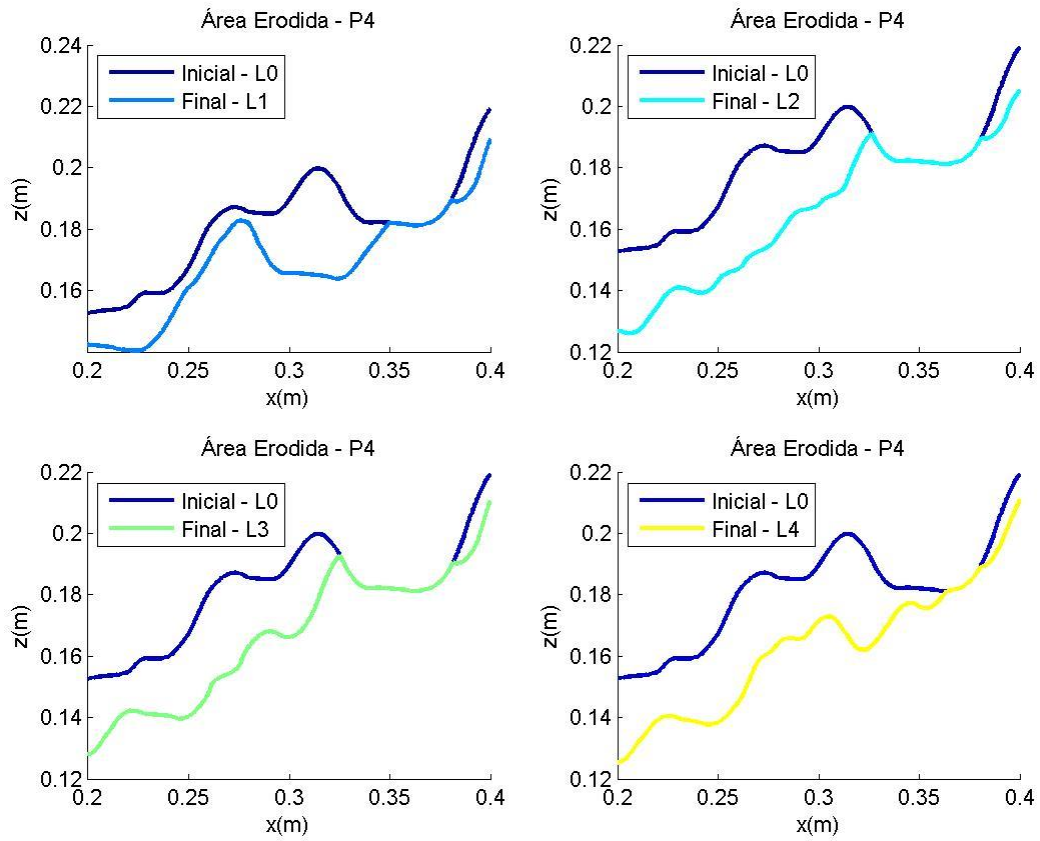 Área Erodida - P4
0.24
0.22
0.2
0.18
0.16
z(m)
Inicial - L0
Final - L1
0.2 0.25 0.3 0.35 0.4
x(m)
Área Erodida - P4
0.22
0.2
0.18
0.16
0.14
0.12
z(m)
Inicial - L0
Final - L2
0.2 0.25 0.3 0.35 0.4
x(m)
Área Erodida - P4
0.22
0.2
0.18
0.16
0.14
0.12
z(m)
Inicial - L0
Final - L3
0.2 0.25 0.3 0.35 0.4
x(m)
Área Erodida - P4
0.22
0.2
0.18
0.16
0.14
0.12
z(m)
Inicial - L0
Final - L4
0.2 0.25 0.3 0.35 0.4
x(m)